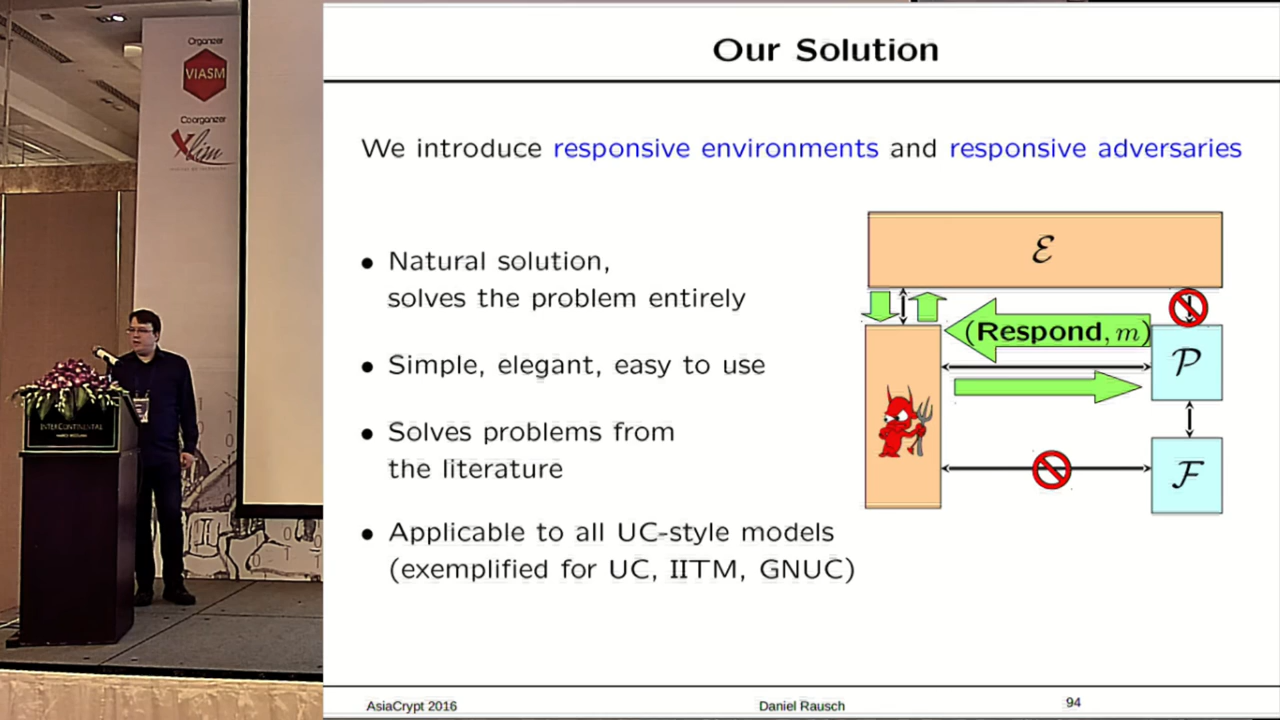 Organizer
VIASM
Co organizer
Xlim
INTERCONTINENTAL
Our Solution
We introduce responsive environments and responsive adversaries
• Natural solution,
solves the problem entirely
• Simple, elegant, easy to use
• Solves problems from
the literature
• Applicable to all UC-style models
(exemplified for UC, IITM, GNUC)
ℰ
(Respond, m)
𝒫
ℱ
AsiaCrypt 2016
Daniel Rausch
94